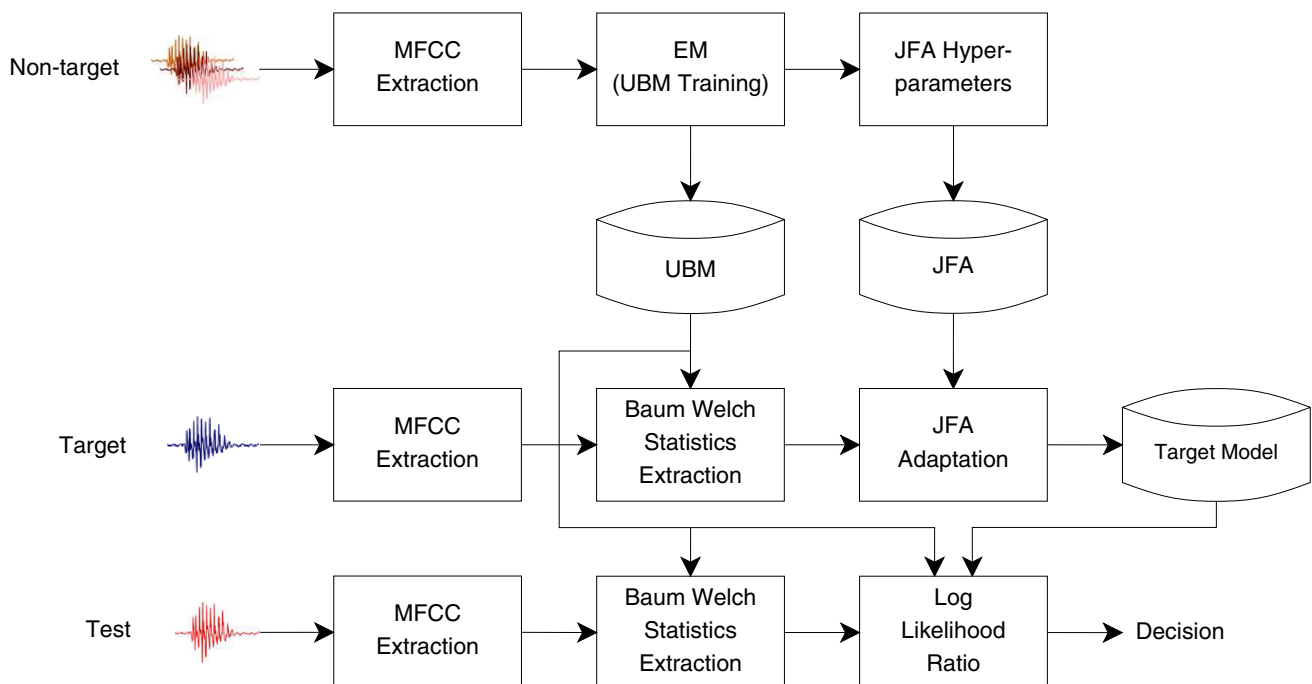 Non-target
MFCC
Extraction
EM
(UBM Training)
JFA Hyper-
parameters
UBM
JFA
Target
MFCC
Extraction
Baum Welch
Statistics
Extraction
JFA
Adaptation
Target Model
Test
MFCC
Extraction
Baum Welch
Statistics
Extraction
Log
Likelihood
Ratio
Decision